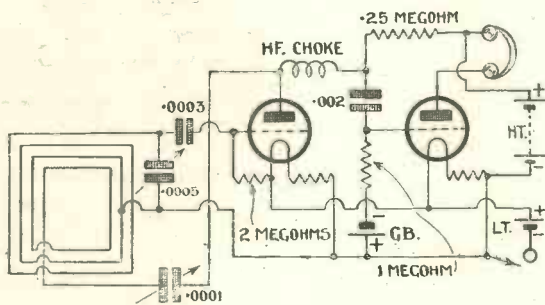 .25 MEGOHM
HF. CHOKE
.0003
.002
+
HT.
-
.0005
2 MEGOHMS
-
GB.
+
+
LT.
-
.0001
1 MEGOHM